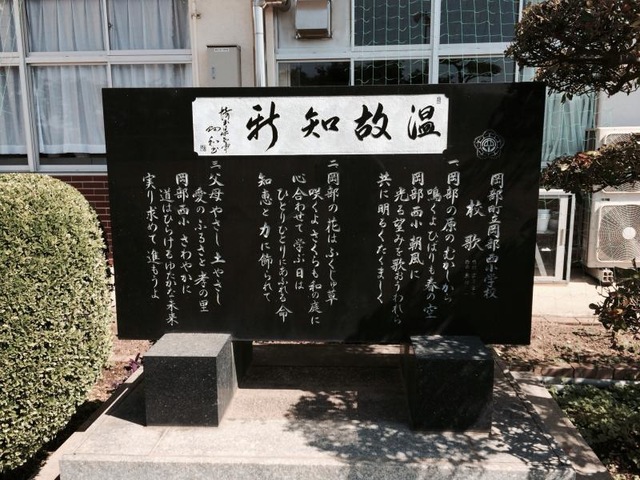 温故知新
岡部町立岡部西小学校
校歌
一 岡部の原のむかしから
鳴くよひばりも春の空
光る望みを歌ううれ
岡部西小 朝風に
共に明るくたくましく
二 岡部の花はふくじゅ草
咲くよさくらも和の庭に
心合わせて 学ぶ日は
ひとりひとりにあふれる命
知恵と力に飾られて
三 父母やさし 土やさし
愛のふるさと 孝の里
岡部西小 さわやかに
道はひらけるゆたかな未来
実り求めて 進もうよ